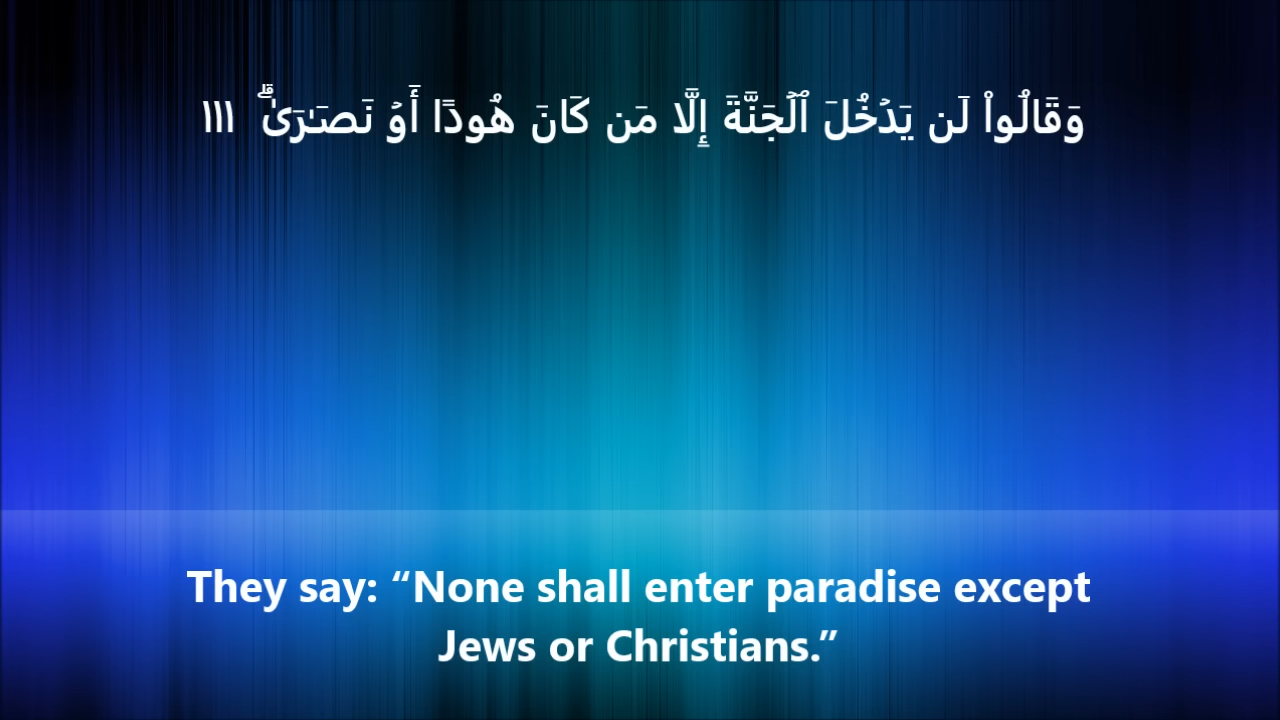 وَقَالُوا۟ لَن يَدۡخُلَ ٱلۡجَنَّةَ إِلَّا مَن كَانَ هُودًا أَوۡ نَصَـٰرَىٰۗ ١١١
They say: “None shall enter paradise except
Jews or Christians.”